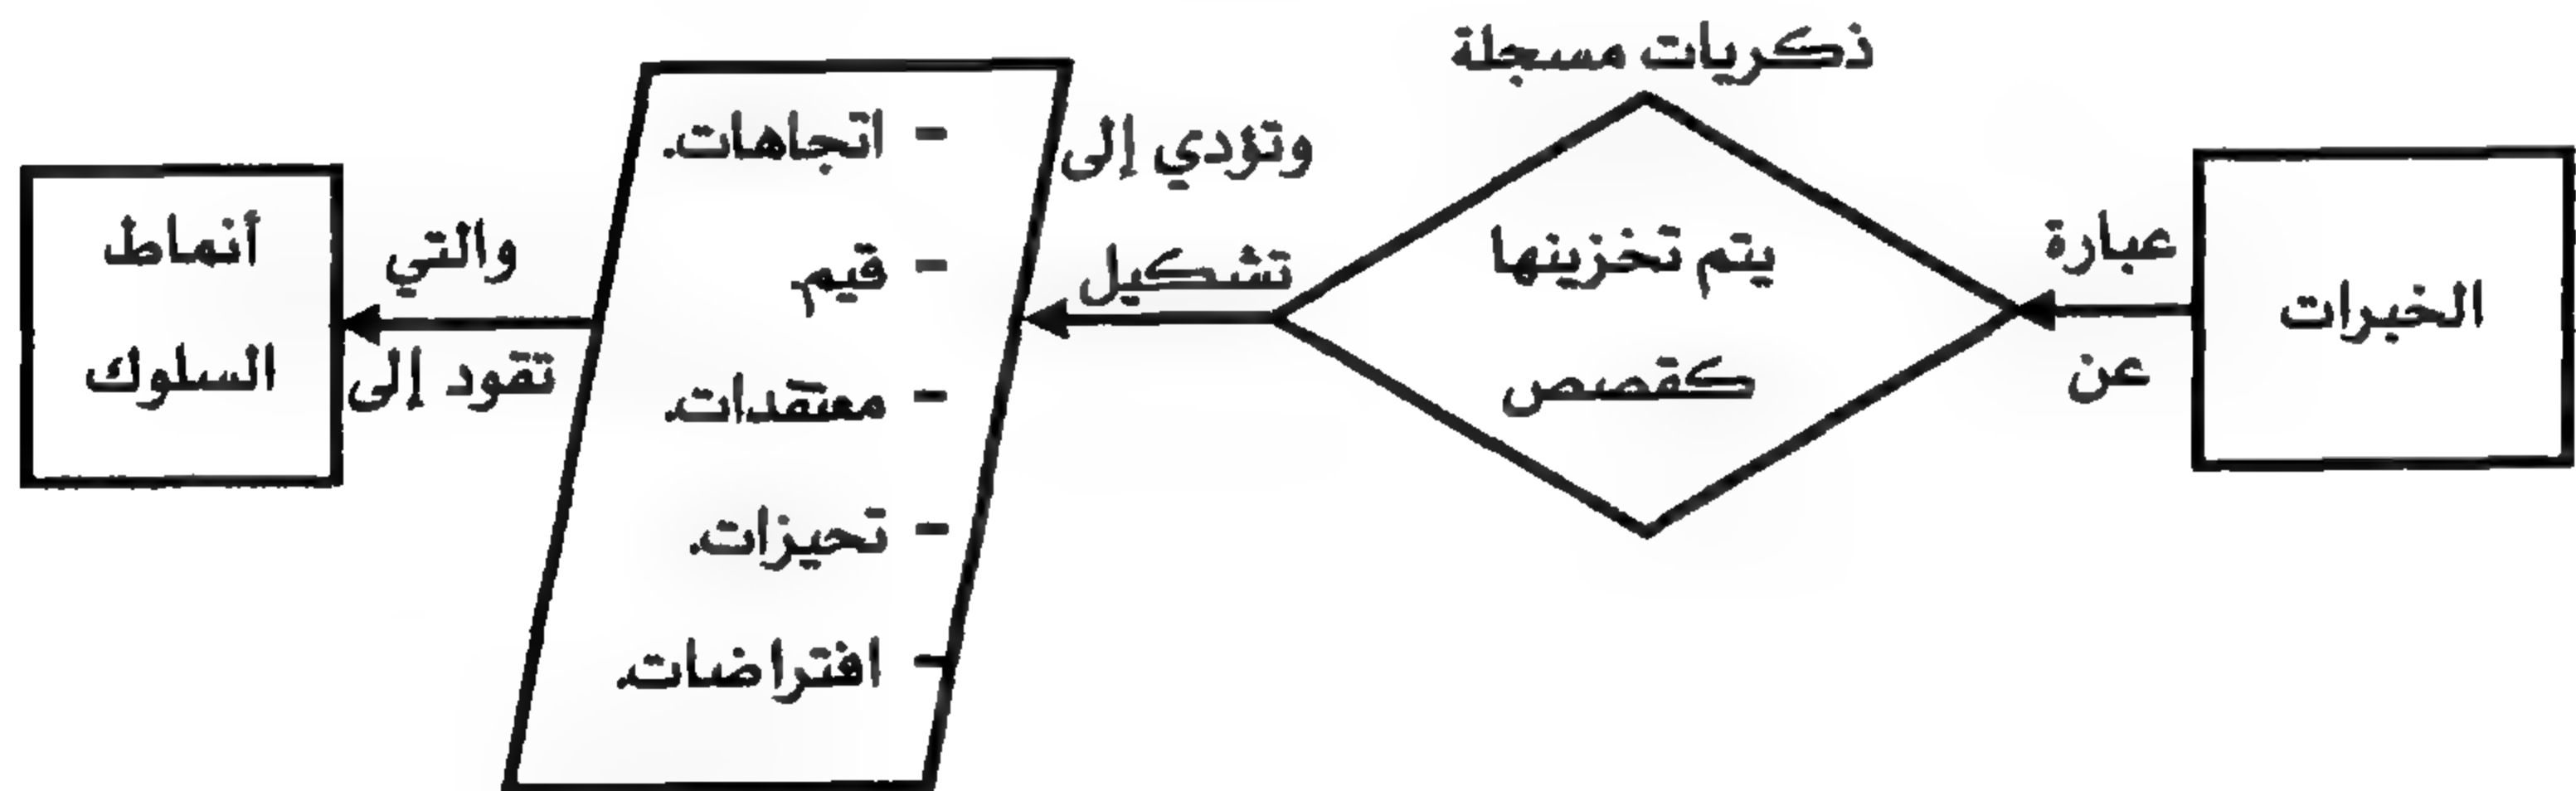 الخبرات
عبارة
عن
ذكريات مسجلة
يتم تخزينها
كقصص
وتؤدي إلى
تشكيل
- اتجاهات.
- قيم.
- معتقدات.
- تحيزات.
- افتراضات.
والتي
تقود إلى
أنماط
السلوك